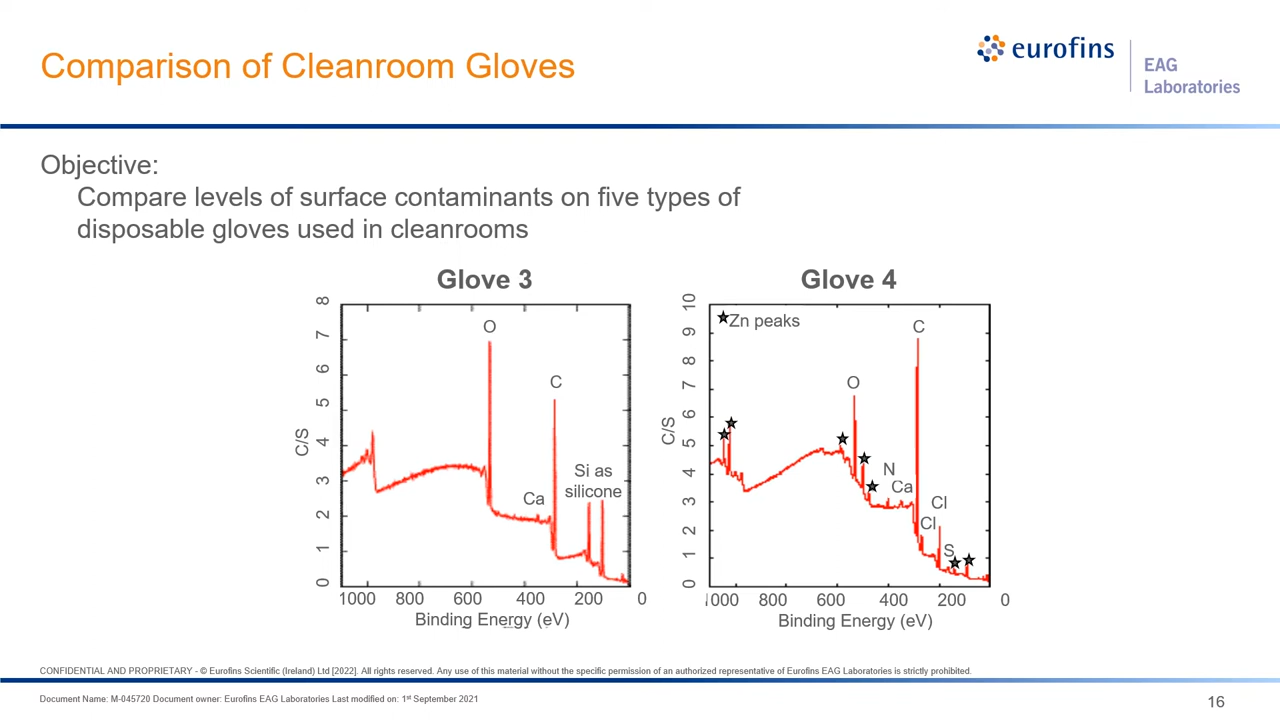 Comparison of Cleanroom Gloves
eurofins
EAG
Laboratories
Objective:
Compare levels of surface contaminants on five types of
disposable gloves used in cleanrooms
Glove 3
8
7
6
5
4
3
2
1
0
C/S
O
C
Si as
silicone
Ca
1000 800 600 400 200 0
Binding Energy (eV)
Glove 4
10
9
8
7
6
5
4
3
2
1
0
C/S
Zn peaks
C
O
N
Ca
Cl
Cl
S
1000 800 600 400 200 0
Binding Energy (eV)
CONFIDENTIAL AND PROPRIETARY - © Eurofins Scientific (Ireland) Ltd [2022]. All rights reserved. Any use of this material without the specific permission of an authorized representative of Eurofins EAG Laboratories is strictly prohibited.
Document Name: M-045720 Document owner: Eurofins EAG Laboratories Last modified on: 1st September 2021
16